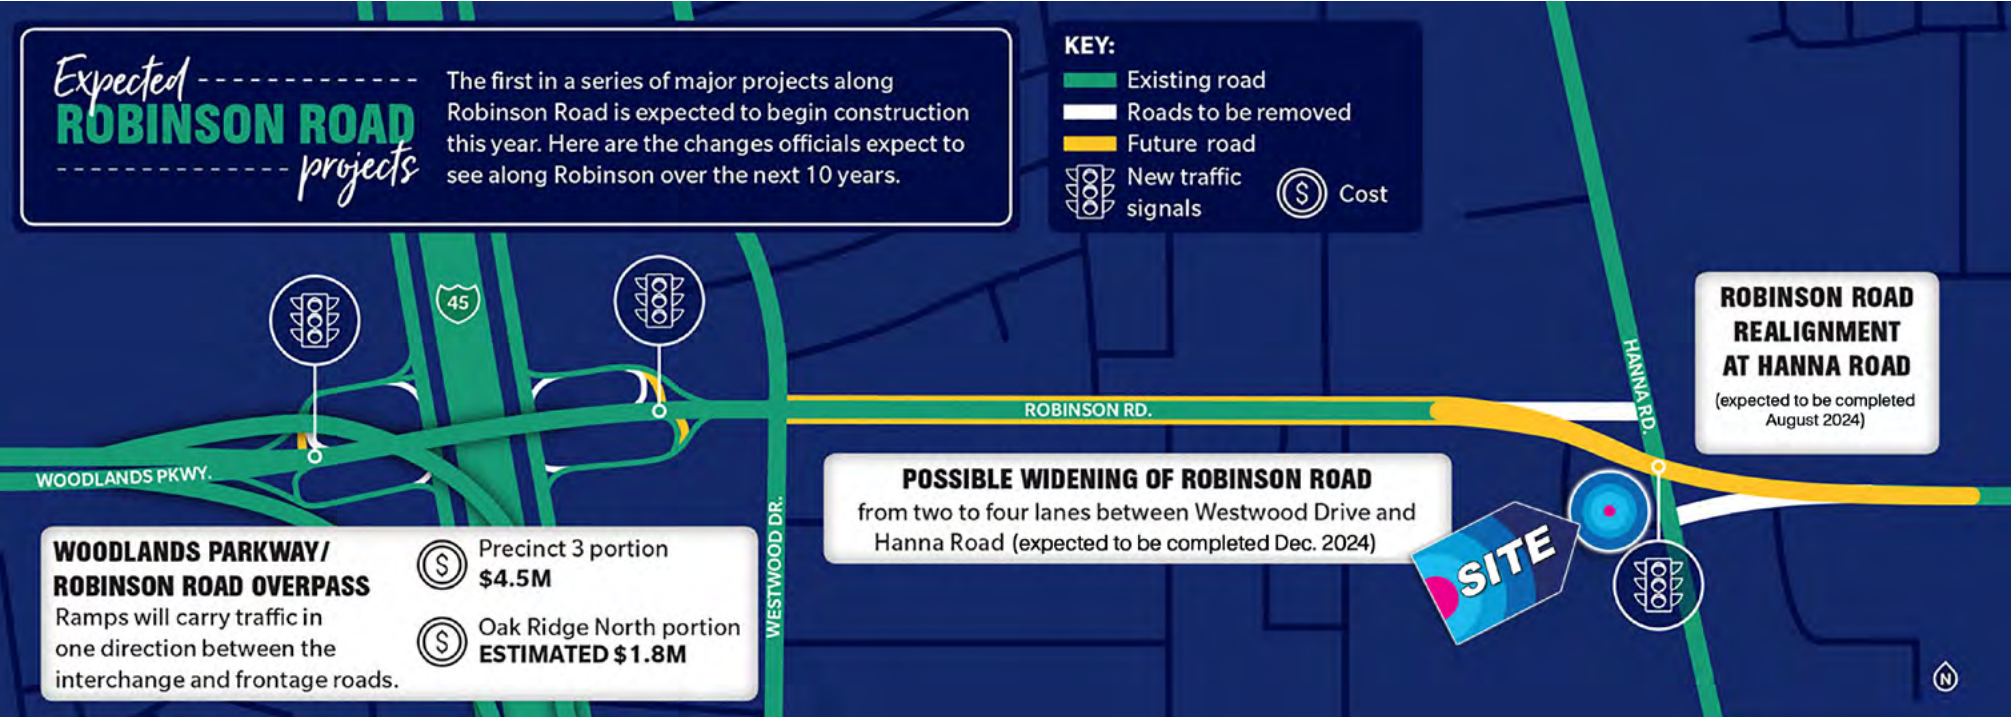 Expected
ROBINSON ROAD
projects
The first in a series of major projects along
Robinson Road is expected to begin construction
this year. Here are the changes officials expect to
see along Robinson over the next 10 years.
KEY:
Existing road
Roads to be removed
Future road
New traffic
signals
$ Cost
45
ROBINSON ROAD
REALIGNMENT
AT HANNA ROAD
(expected to be completed
August 2024)
HANNA RD.
ROBINSON RD.
WOODLANDS PKWY.
WESTWOOD DR.
POSSIBLE WIDENING OF ROBINSON ROAD
from two to four lanes between Westwood Drive and
Hanna Road (expected to be completed Dec. 2024)
SITE
WOODLANDS PARKWAY/
ROBINSON ROAD OVERPASS
Ramps will carry traffic in
one direction between the
interchange and frontage roads.
$ Precinct 3 portion
$4.5M
$ Oak Ridge North portion
ESTIMATED $1.8M
N